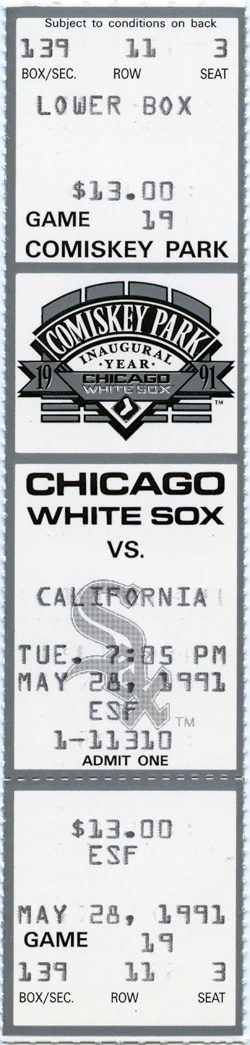 Subject to conditions on back
139 11 3
BOX/SEC. ROW SEAT
LOWER BOX
$13.00
GAME 19
COMISKEY PARK
COMISKEY PARK
INAUGURAL
·YEAR·
19 CHICAGO 91
WHITE SOX
TM
CHICAGO
WHITE SOX
VS.
CALIFORNIA
TUE. 7:05 PM
MAY 28, 1991
ESF
Sox
TM
1-11310
ADMIT ONE
$13.00
ESF
MAY 28, 1991
GAME 19
139 11 3
BOX/SEC. ROW SEAT